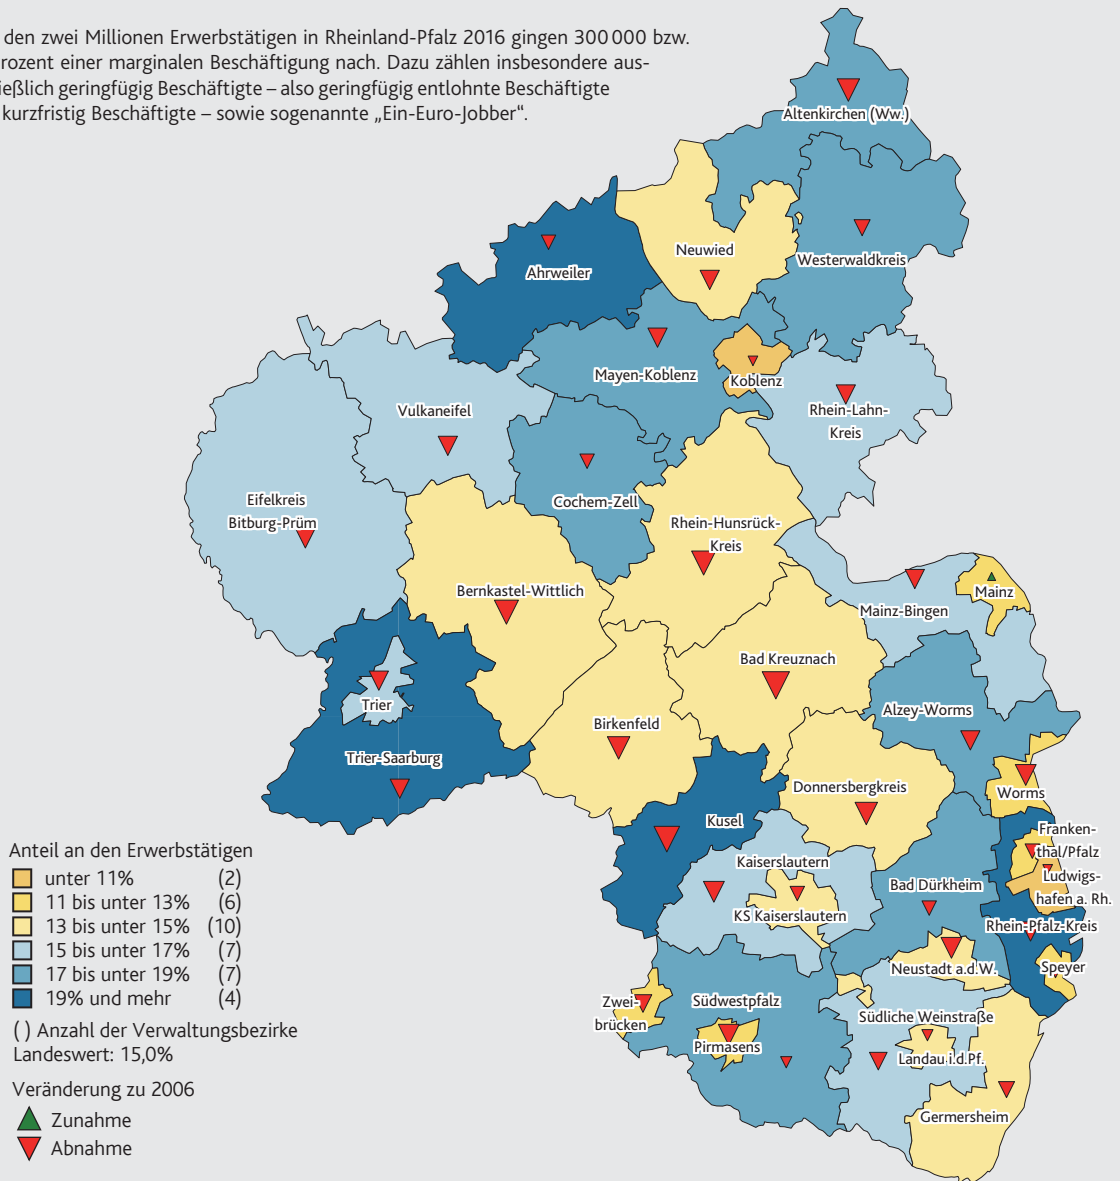 den zwei Millionen Erwerbstätigen in Rheinland-Pfalz 2016 gingen 300 000 bzw.
rozent einer marginalen Beschäftigung nach. Dazu zählen insbesondere aus-
ießlich geringfügig Beschäftigte – also geringfügig entlohnte Beschäftigte
kurzfristig Beschäftigte – sowie sogenannte „Ein-Euro-Jobber“.
Altenkirchen (Ww.)
Neuwied
Westerwaldkreis
Ahrweiler
Mayen-Koblenz
Koblenz
Rhein-Lahn-
Kreis
Vulkaneifel
Cochem-Zell
Eifelkreis
Bitburg-Prüm
Rhein-Hunsrück-
Kreis
Bernkastel-Wittlich
Mainz
Mainz-Bingen
Bad Kreuznach
Trier
Alzey-Worms
Birkenfeld
Trier-Saarburg
Donnersbergkreis
Worms
Kusel
Franken-
thal/Pfalz
Kaiserslautern
Ludwigs-
hafen a. Rh.
Bad Dürkheim
KS Kaiserslautern
Rhein-Pfalz-Kreis
Neustadt a.d.W.
Speyer
Zwei-
brücken
Südwestpfalz
Südliche Weinstraße
Pirmasens
Landau i.d.Pf.
Germersheim
Anteil an den Erwerbstätigen
unter 11% (2)
11 bis unter 13% (6)
13 bis unter 15% (10)
15 bis unter 17% (7)
17 bis unter 19% (7)
19% und mehr (4)
( ) Anzahl der Verwaltungsbezirke
Landeswert: 15,0%
Veränderung zu 2006
Zunahme
Abnahme